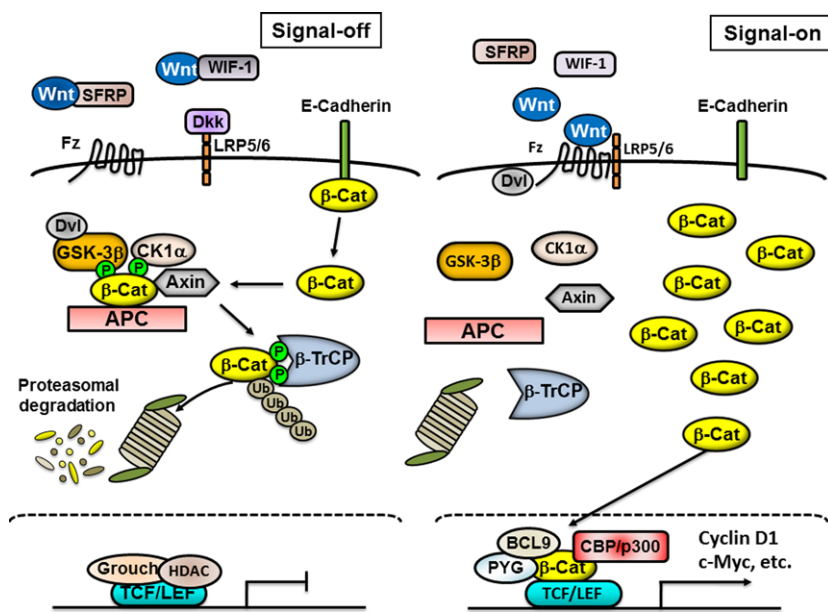 Signal-off
Wnt
SFRP
Wnt
WIF-1
Dkk
E-Cadherin
Fz
LRP5/6
β-Cat
Dvl
GSK-3β
CK1α
P
P
β-Cat
Axin
β-Cat
APC
β-Cat
P
P
β-TrCP
Ub
Ub
Ub
Ub
Proteasomal
degradation
Grouch
HDAC
TCF/LEF
Signal-on
SFRP
WIF-1
Wnt
Wnt
E-Cadherin
Fz
LRP5/6
Dvl
β-Cat
β-Cat
GSK-3β
CK1α
β-Cat
Axin
β-Cat
β-Cat
APC
β-Cat
β-TrCP
β-Cat
BCL9
CBP/p300
PYG
β-Cat
TCF/LEF
Cyclin D1
c-Myc, etc.